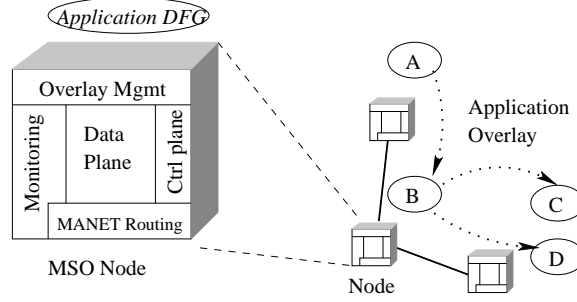 Application DFG
Overlay Mgmt
Monitoring
Data
Plane
Ctrl plane
MANET Routing
MSO Node
Node
A
B
C
D
Application
Overlay